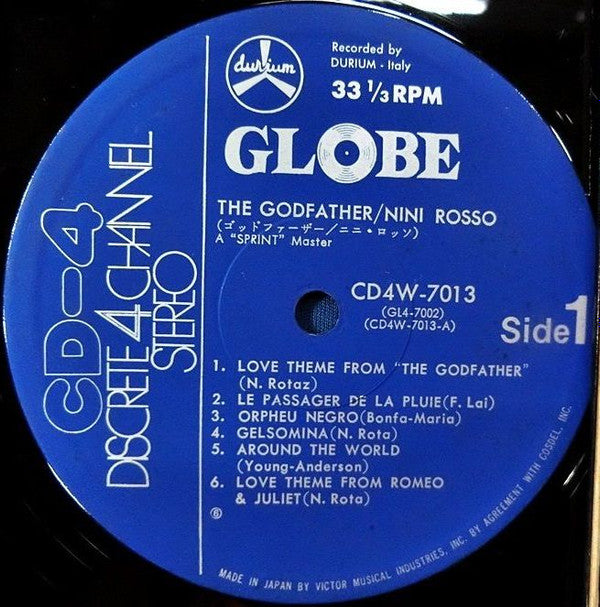 durium
Recorded by
DURIUM - Italy
33 1/3 RPM
GLOBE
THE GODFATHER/NINI ROSSO
(ゴッドファーザー/ニニ・ロッソ)
A "SPRINT" Master
CD4W-7013
(GL4-7002)
(CD4W-7013-A)
Side 1
1. LOVE THEME FROM "THE GODFATHER"
(N. Rotaz)
2. LE PASSAGER DE LA PLUIE(F. Lai)
3. ORPHEU NEGRO(Bonfa-Maria)
4. GELSOMINA(N. Rota)
5. AROUND THE WORLD
(Young-Anderson)
6. LOVE THEME FROM ROMEO
& JULIET(N. Rota)
CD-4
DISCRETE 4 CHANNEL
STEREO
MADE IN JAPAN BY VICTOR MUSICAL INDUSTRIES, INC. BY AGREEMENT WITH COSDEL, INC.